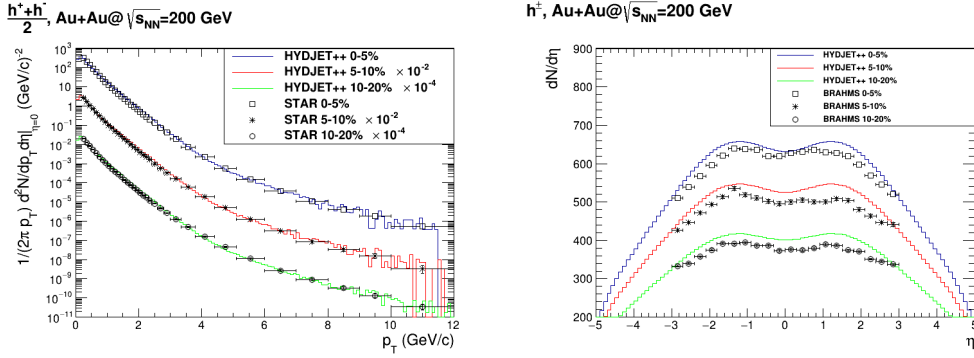 h⁺+h⁻
2
, Au+Au@ √s_NN=200 GeV
1/(2π p_T) d²N/dp_T dη|_η=0 (GeV/c)⁻²
10³
10²
10
1
10⁻¹
10⁻²
10⁻³
10⁻⁴
10⁻⁵
10⁻⁶
10⁻⁷
10⁻⁸
10⁻⁹
10⁻¹⁰
10⁻¹¹
HYDJET++ 0-5%
HYDJET++ 5-10% × 10⁻²
HYDJET++ 10-20% × 10⁻⁴
STAR 0-5%
STAR 5-10% × 10⁻²
STAR 10-20% × 10⁻⁴
0 2 4 6 8 10 12
p_T (GeV/c)
h±, Au+Au@ √s_NN=200 GeV
dN/dη
900
800
700
600
500
400
300
200
HYDJET++ 0-5%
HYDJET++ 5-10%
HYDJET++ 10-20%
BRAHMS 0-5%
BRAHMS 5-10%
BRAHMS 10-20%
−5 −4 −3 −2 −1 0 1 2 3 4 5
η